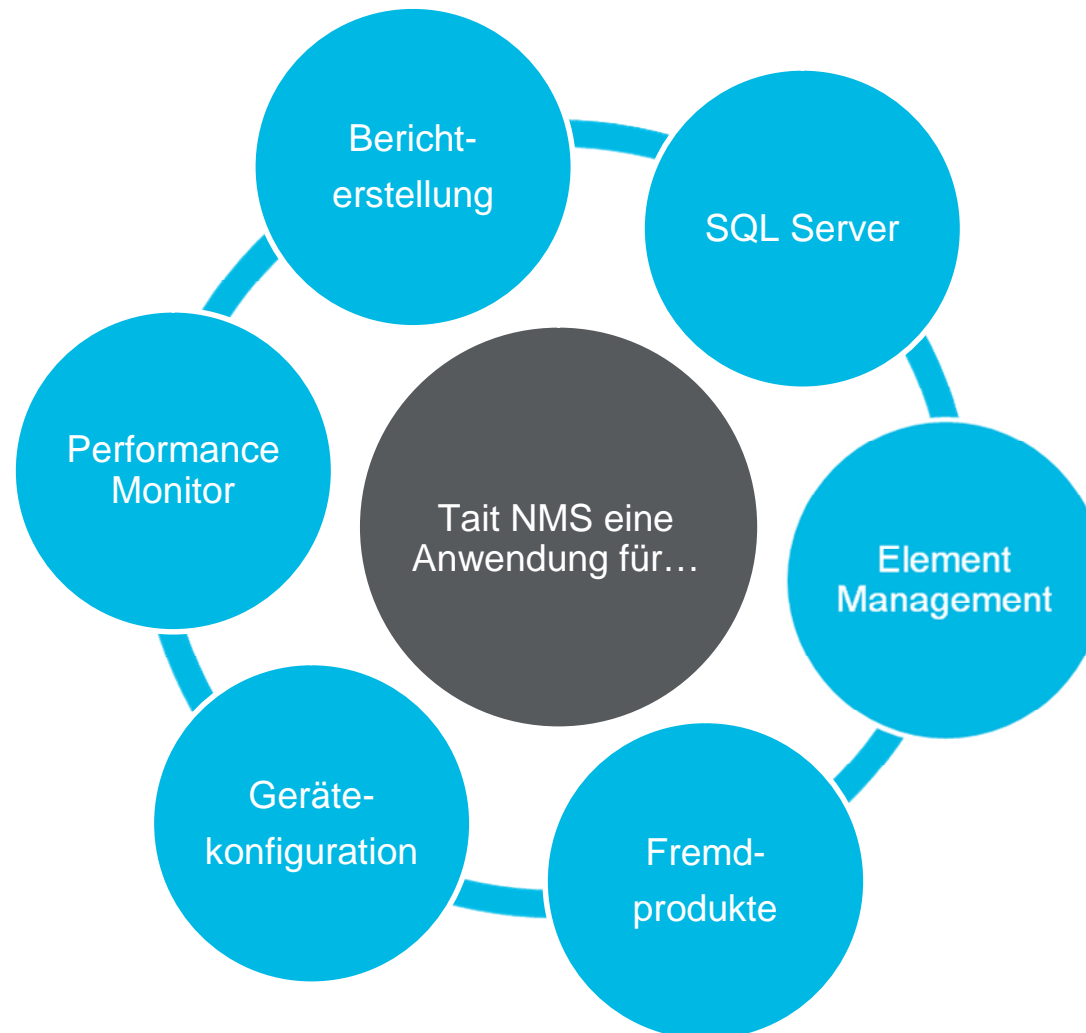 Bericht-
erstellung
SQL Server
Performance
Monitor
Tait NMS eine
Anwendung für…
Element
Management
Geräte-
konfiguration
Fremd-
produkte